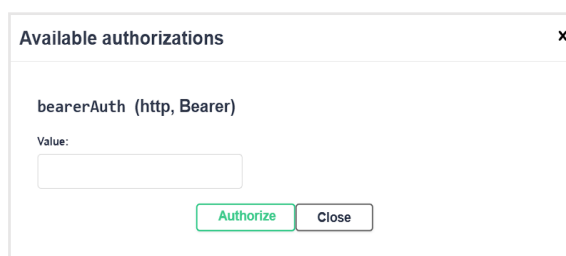 Available authorizations
x
bearerAuth (http, Bearer)
Value:
Authorize Close